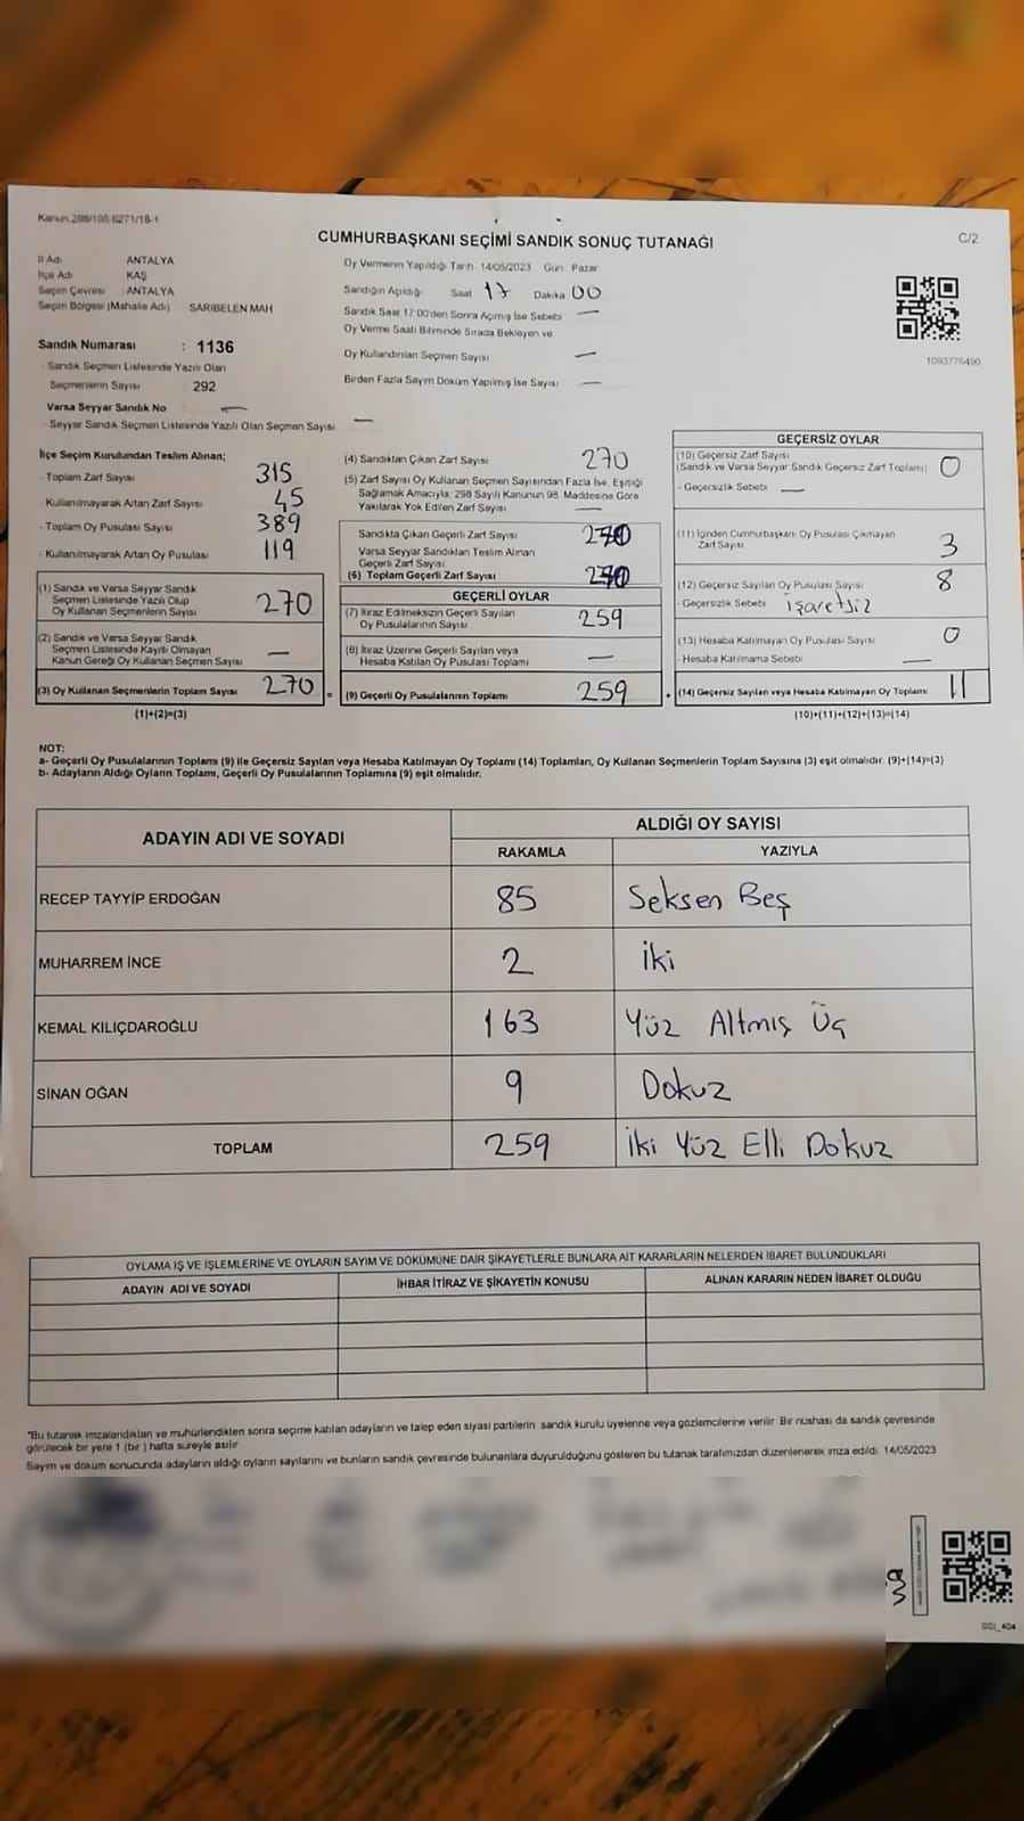 Kanun 298/105 6271/18-1
CUMHURBAŞKANI SEÇİMİ SANDIK SONUÇ TUTANAĞI
C/2
İl Adı ANTALYA
İlçe Adı KAŞ
Seçim Çevresi : ANTALYA
Seçim Bölgesi (Mahalle Adı) SARIBELEN MAH
Sandık Numarası : 1136
- Sandık Seçmen Listesinde Yazılı Olan
Seçmenlerin Sayısı 292
Varsa Seyyar Sandık No —
- Seyyar Sandık Seçmen Listesinde Yazılı Olan Seçmen Sayısı —
Oy Vermenin Yapıldığı Tarih 14/05/2023 Gün: Pazar
Sandığın Açıldığı Saat 17 Dakika 00
Sandık Saat 17:00'den Sonra Açılmış İse Sebebi —
Oy Verme Saati Bitiminde Sırada Bekleyen ve
Oy Kullandırılan Seçmen Sayısı —
Birden Fazla Sayım Döküm Yapılmış İse Sayısı —
1093776490
İlçe Seçim Kurulundan Teslim Alınan;
- Toplam Zarf Sayısı 315
Kullanılmayarak Artan Zarf Sayısı 45
- Toplam Oy Pusulası Sayısı 389
- Kullanılmayarak Artan Oy Pusulası 119
(1) Sandık ve Varsa Seyyar Sandık
Seçmen Listesinde Yazılı Olup
Oy Kullanan Seçmenlerin Sayısı 270
(2) Sandık ve Varsa Seyyar Sandık
Seçmen Listesinde Kayıtlı Olmayan
Kanun Gereği Oy Kullanan Seçmen Sayısı —
(3) Oy Kullanan Seçmenlerin Toplam Sayısı 270
(1)+(2)=(3)
(4) Sandıktan Çıkan Zarf Sayısı 270
(5) Zarf Sayısı Oy Kullanan Seçmen Sayısından Fazla İse, Eşitliği
Sağlamak Amacıyla, 298 Sayılı Kanunun 98. Maddesine Göre
Yakılarak Yok Edilen Zarf Sayısı —
Sandıkta Çıkan Geçerli Zarf Sayısı 270
Varsa Seyyar Sandıktan Teslim Alınan
Geçerli Zarf Sayısı
(6) Toplam Geçerli Zarf Sayısı 270
GEÇERLİ OYLAR
(7) İtiraz Edilmeksizin Geçerli Sayılan
Oy Pusulalarının Sayısı 259
(8) İtiraz Üzerine Geçerli Sayılan veya
Hesaba Katılan Oy Pusulası Toplamı —
(9) Geçerli Oy Pusulalarının Toplamı 259
GEÇERSİZ OYLAR
(10) Geçersiz Zarf Sayısı
(Sandık ve Varsa Seyyar Sandık Geçersiz Zarf Toplamı) 0
- Geçersizlik Sebebi —
(11) İçinden Cumhurbaşkanı Oy Pusulası Çıkmayan
Zarf Sayısı 3
(12) Geçersiz Sayılan Oy Pusulası Sayısı 8
- Geçersizlik Sebebi işaretsiz
(13) Hesaba Katılmayan Oy Pusulası Sayısı 0
- Hesaba Katılmama Sebebi —
(14) Geçersiz Sayılan veya Hesaba Katılmayan Oy Toplamı 11
(10)+(11)+(12)+(13)=(14)
NOT:
a- Geçerli Oy Pusulalarının Toplamı (9) ile Geçersiz Sayılan veya Hesaba Katılmayan Oy Toplamı (14) Toplamları, Oy Kullanan Seçmenlerin Toplam Sayısına (3) eşit olmalıdır. (9)+(14)=(3)
b- Adayların Aldığı Oyların Toplamı, Geçerli Oy Pusulalarının Toplamına (9) eşit olmalıdır.
ADAYIN ADI VE SOYADI
ALDIĞI OY SAYISI
RAKAMLA YAZIYLA
RECEP TAYYİP ERDOĞAN 85 Seksen Beş
MUHARREM İNCE 2 İki
KEMAL KILIÇDAROĞLU 163 Yüz Altmış Üç
SİNAN OĞAN 9 Dokuz
TOPLAM 259 İki Yüz Elli Dokuz
OYLAMA İŞ VE İŞLEMLERİNE VE OYLARIN SAYIM VE DÖKÜMÜNE DAİR ŞİKAYETLERLE BUNLARA AİT KARARLARIN NELERDEN İBARET BULUNDUKLARI
ADAYIN ADI VE SOYADI İHBAR İTİRAZ VE ŞİKAYETİN KONUSU ALINAN KARARIN NEDEN İBARET OLDUĞU
"Bu tutanak imzalandıktan ve mühürlendikten sonra seçime katılan adayların ve talep eden siyasi partilerin sandık kurulu üyelerine veya gözlemcilerine verilir. Bir nüshası da sandık çevresinde
görülecek bir yere 1 (bir) hafta süreyle asılır
Sayım ve döküm sonucunda adayların aldığı oyların sayılarını ve bunların sandık çevresinde bulunanlara duyurulduğunu gösteren bu tutanak tarafımızdan düzenlenerek imza edildi. 14/05/2023